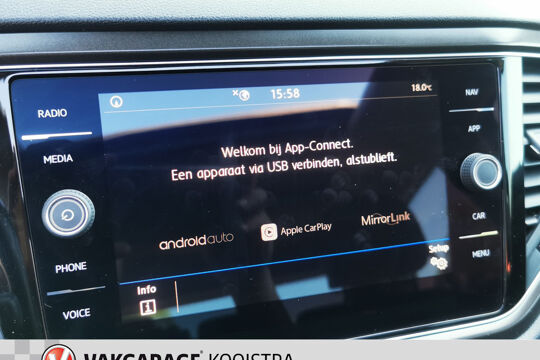 RADIO
MEDIA
PHONE
VOICE
15:58
18.0°C
Welkom bij App-Connect.
Een apparaat via USB verbinden, alstublieft.
androidauto
Apple CarPlay
MirrorLink
Info
Setup
NAV
APP
CAR
MENU
VAKGARAGE KOOISTRA